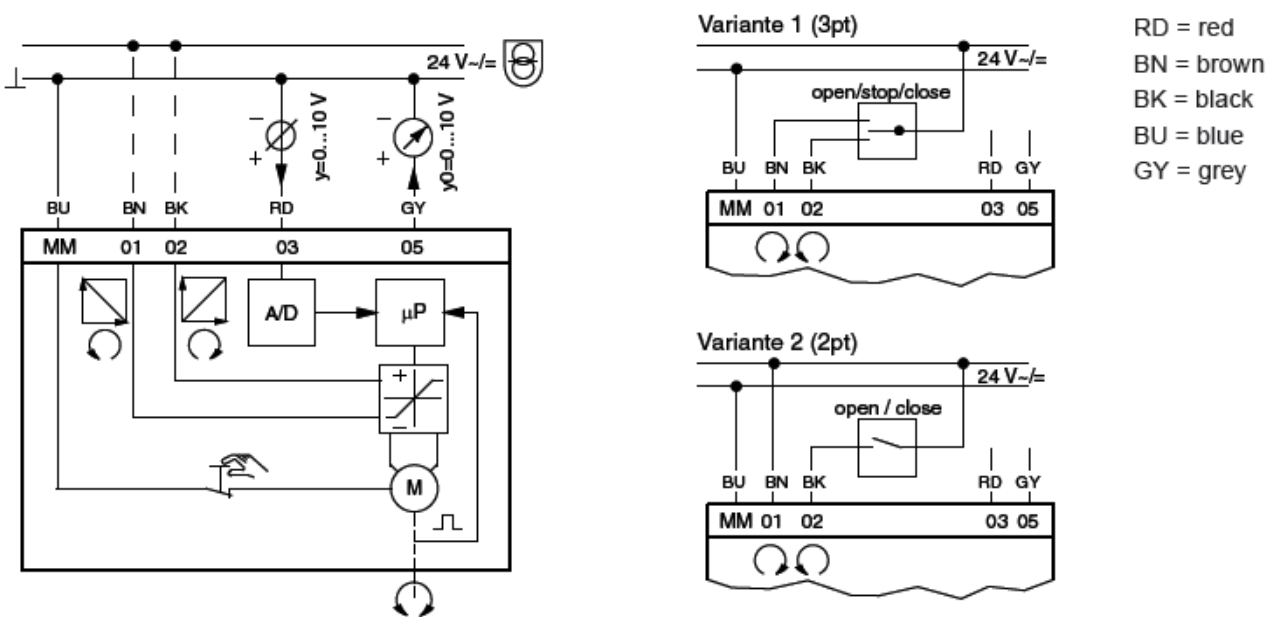 24 V~/=
⊥
y=0...10 V
y0=0...10 V
− −
+ +
BU BN BK RD GY
MM 01 02 03 05
A/D µP
+
−
M
Variante 1 (3pt)
24 V~/=
open/stop/close
BU BN BK RD GY
MM 01 02 03 05
Variante 2 (2pt)
24 V~/=
open / close
BU BN BK RD GY
MM 01 02 03 05
RD = red
BN = brown
BK = black
BU = blue
GY = grey